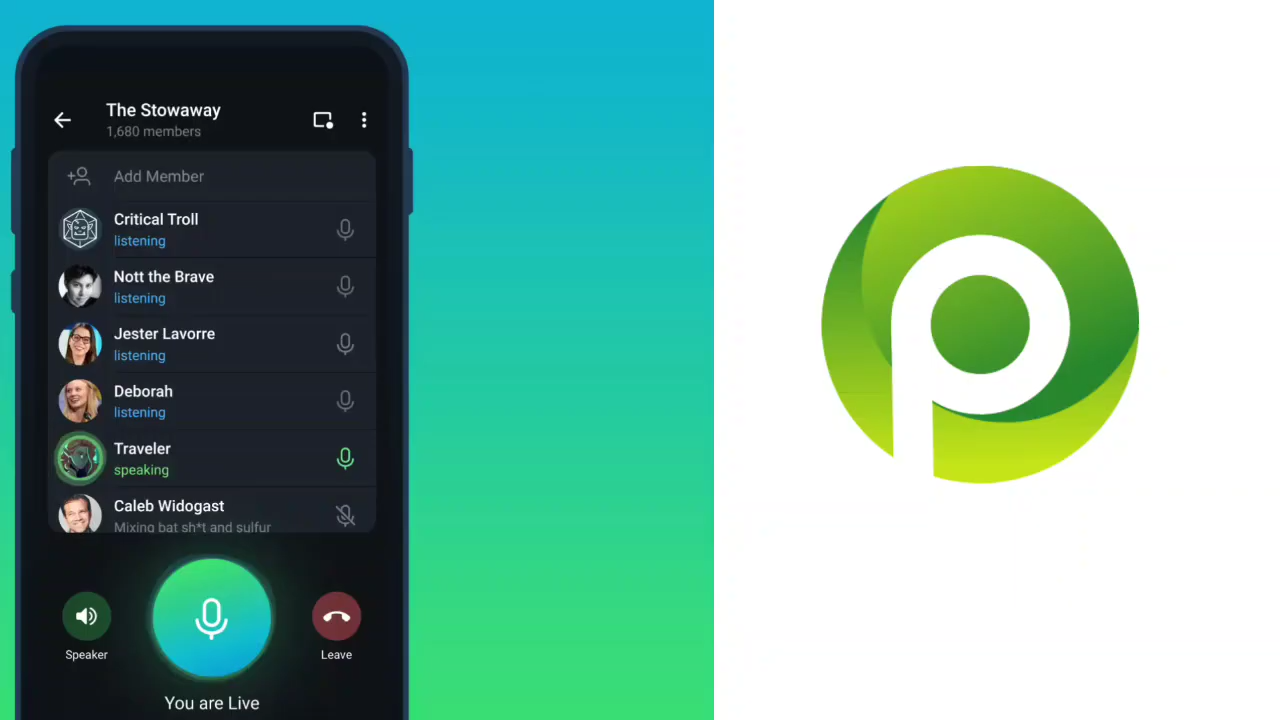 The Stowaway
1,680 members
Add Member
Critical Troll
listening
Nott the Brave
listening
Jester Lavorre
listening
Deborah
listening
Traveler
speaking
Caleb Widogast
Mixing bat sh*t and sulfur
Speaker
Leave
You are Live